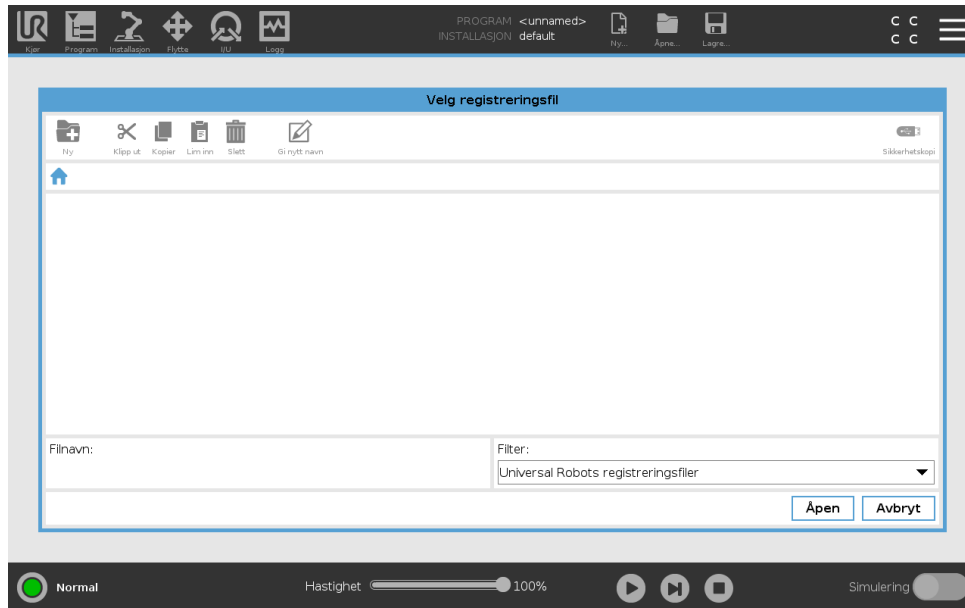 UR
PROGRAM <unnamed>
INSTALLASJON default
Kjør Program Installasjon Flytte I/U Logg
Ny... Åpne... Lagre...
C C
C C
Velg registreringsfil
Ny Klipp ut Kopier Lim inn Slett Gi nytt navn Sikkerhetskopi
Filnavn:
Filter:
Universal Robots registreringsfiler
Åpen Avbryt
Normal Hastighet 100% Simulering